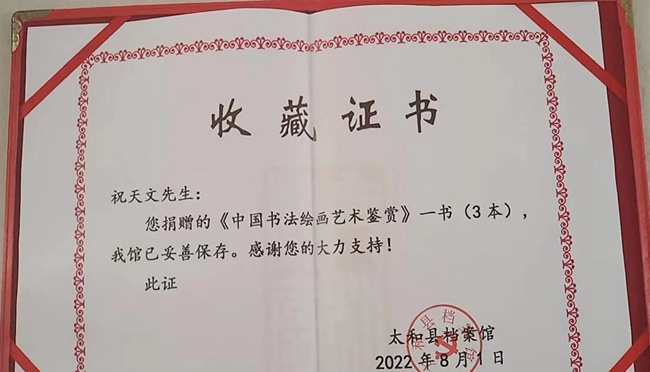 收藏证书
祝天文先生：
您捐赠的《中国书法绘画艺术鉴赏》一书（3本），
我馆已妥善保存。感谢您的大力支持！
此证
太和县档案馆
2022年8月1日